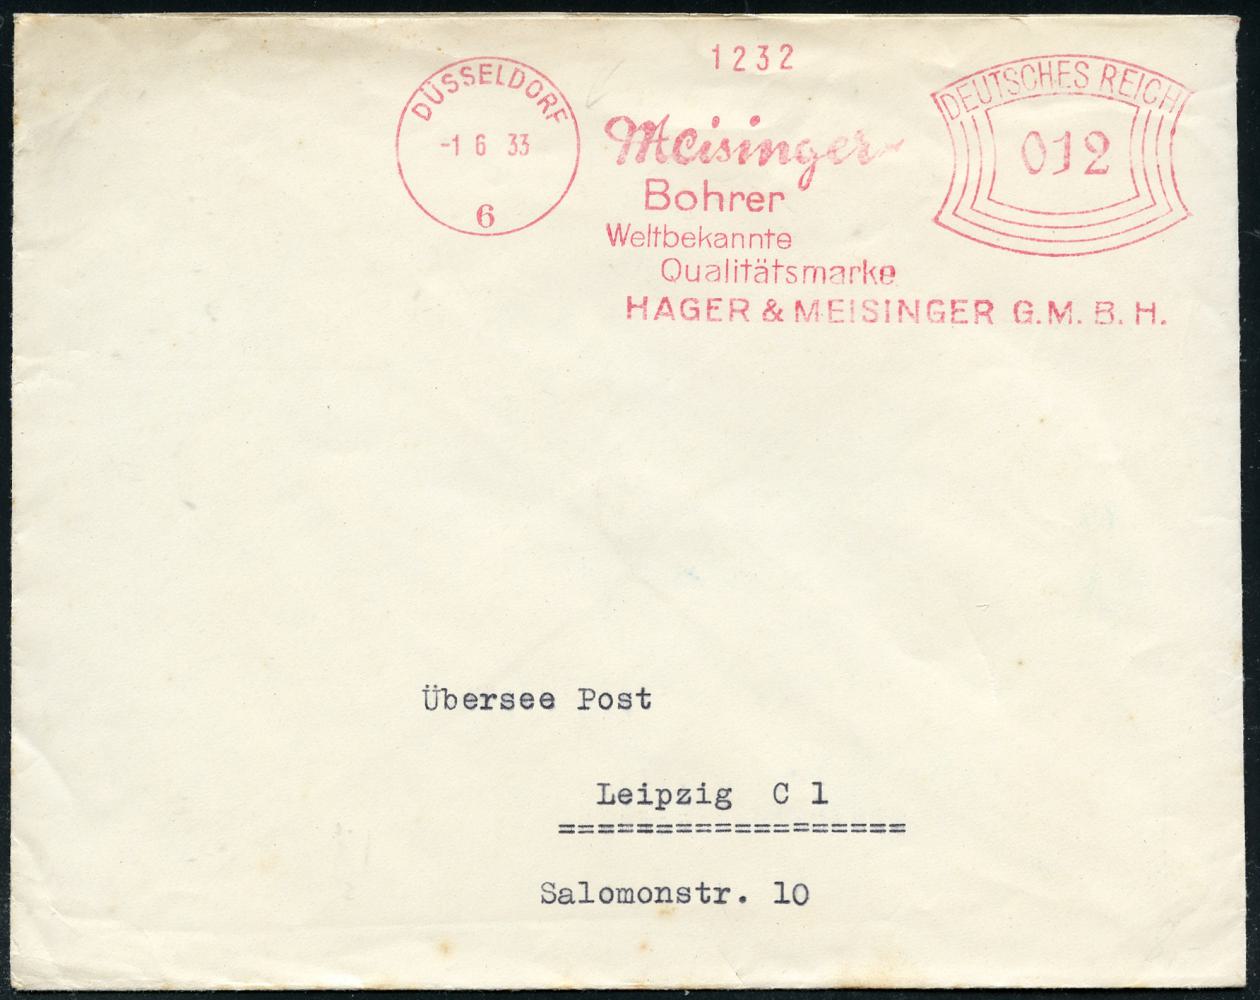 1232
DÜSSELDORF
-1 6 33
6
Meisinger
Bohrer
Weltbekannte
Qualitätsmarke
HAGER & MEISINGER G.M.B.H.
DEUTSCHES REICH
012
Übersee Post
Leipzig C 1
==================
Salomonstr. 10